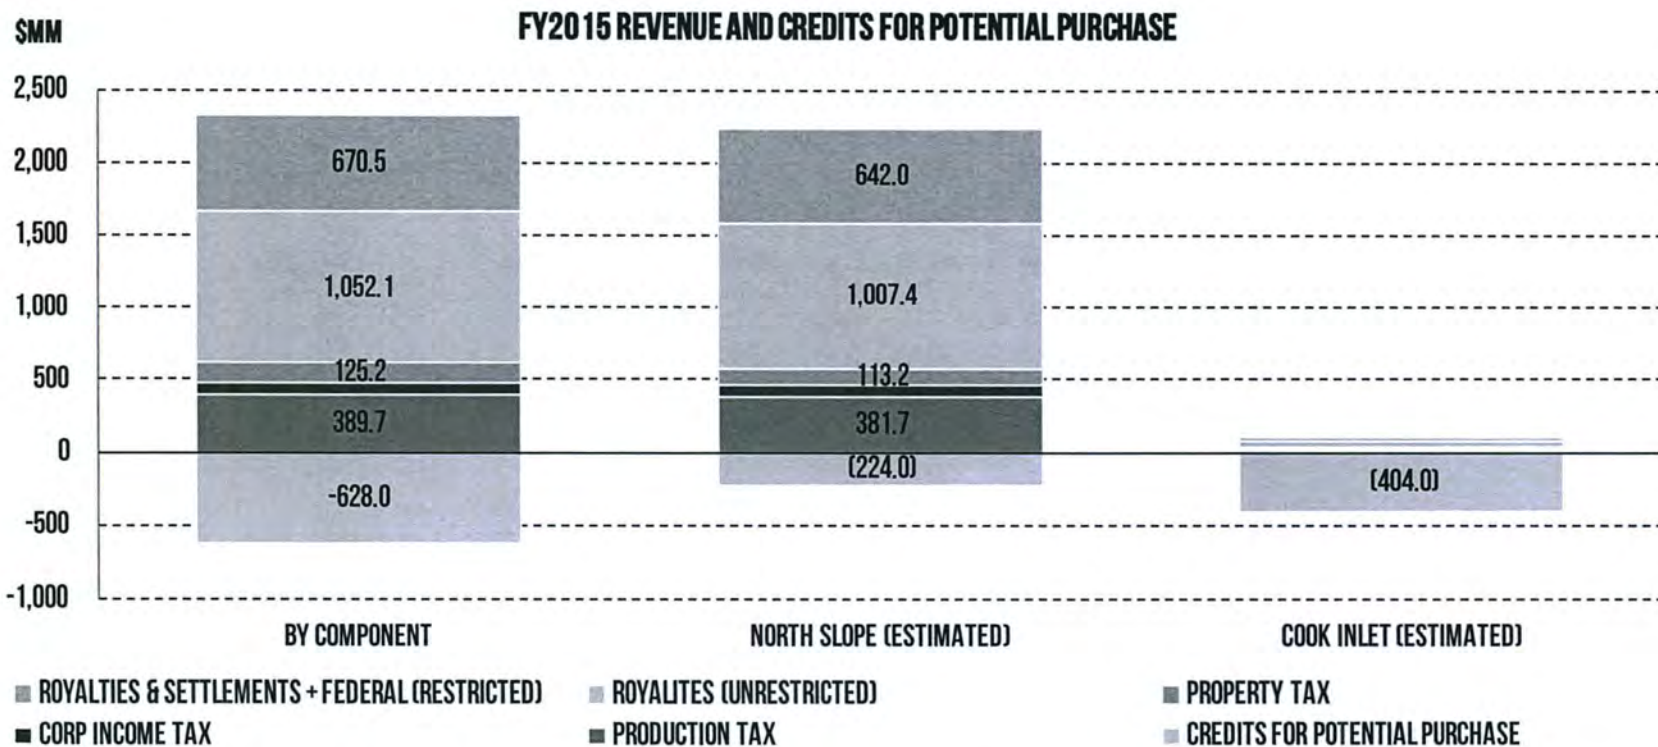 $MM
FY2015 REVENUE AND CREDITS FOR POTENTIAL PURCHASE
2,500
2,000
1,500
1,000
500
0
-500
-1,000
670.5
1,052.1
125.2
389.7
-628.0
642.0
1,007.4
113.2
381.7
(224.0)
(404.0)
BY COMPONENT
NORTH SLOPE (ESTIMATED)
COOK INLET (ESTIMATED)
ROYALTIES & SETTLEMENTS + FEDERAL (RESTRICTED)
ROYALITES (UNRESTRICTED)
PROPERTY TAX
CORP INCOME TAX
PRODUCTION TAX
CREDITS FOR POTENTIAL PURCHASE